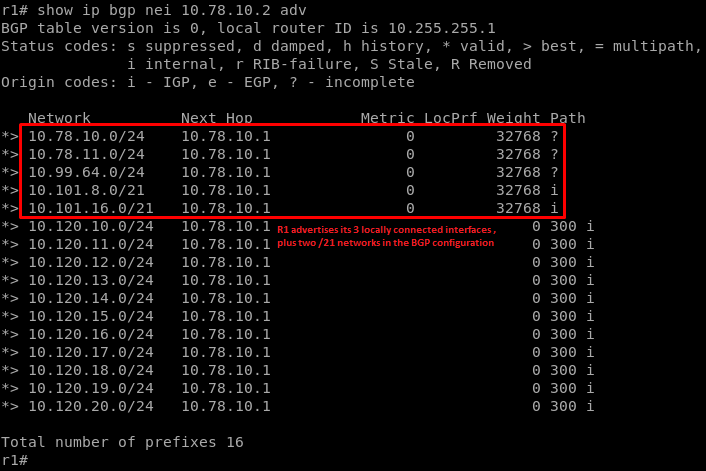 r1# show ip bgp nei 10.78.10.2 adv
BGP table version is 0, local router ID is 10.255.255.1
Status codes: s suppressed, d damped, h history, * valid, > best, = multipath,
              i internal, r RIB-failure, S Stale, R Removed
Origin codes: i - IGP, e - EGP, ? - incomplete

   Network          Next Hop            Metric LocPrf Weight Path
*> 10.78.10.0/24    10.78.10.1               0         32768 ?
*> 10.78.11.0/24    10.78.10.1               0         32768 ?
*> 10.99.64.0/24    10.78.10.1               0         32768 ?
*> 10.101.8.0/21    10.78.10.1               0         32768 i
*> 10.101.16.0/21   10.78.10.1               0         32768 i
*> 10.120.10.0/24   10.78.10.1                             0 300 i
R1 advertises its 3 locally connected interfaces ,
plus two /21 networks in the BGP configuration
*> 10.120.11.0/24   10.78.10.1                             0 300 i
*> 10.120.12.0/24   10.78.10.1                             0 300 i
*> 10.120.13.0/24   10.78.10.1                             0 300 i
*> 10.120.14.0/24   10.78.10.1                             0 300 i
*> 10.120.15.0/24   10.78.10.1                             0 300 i
*> 10.120.16.0/24   10.78.10.1                             0 300 i
*> 10.120.17.0/24   10.78.10.1                             0 300 i
*> 10.120.18.0/24   10.78.10.1                             0 300 i
*> 10.120.19.0/24   10.78.10.1                             0 300 i
*> 10.120.20.0/24   10.78.10.1                             0 300 i

Total number of prefixes 16
r1#